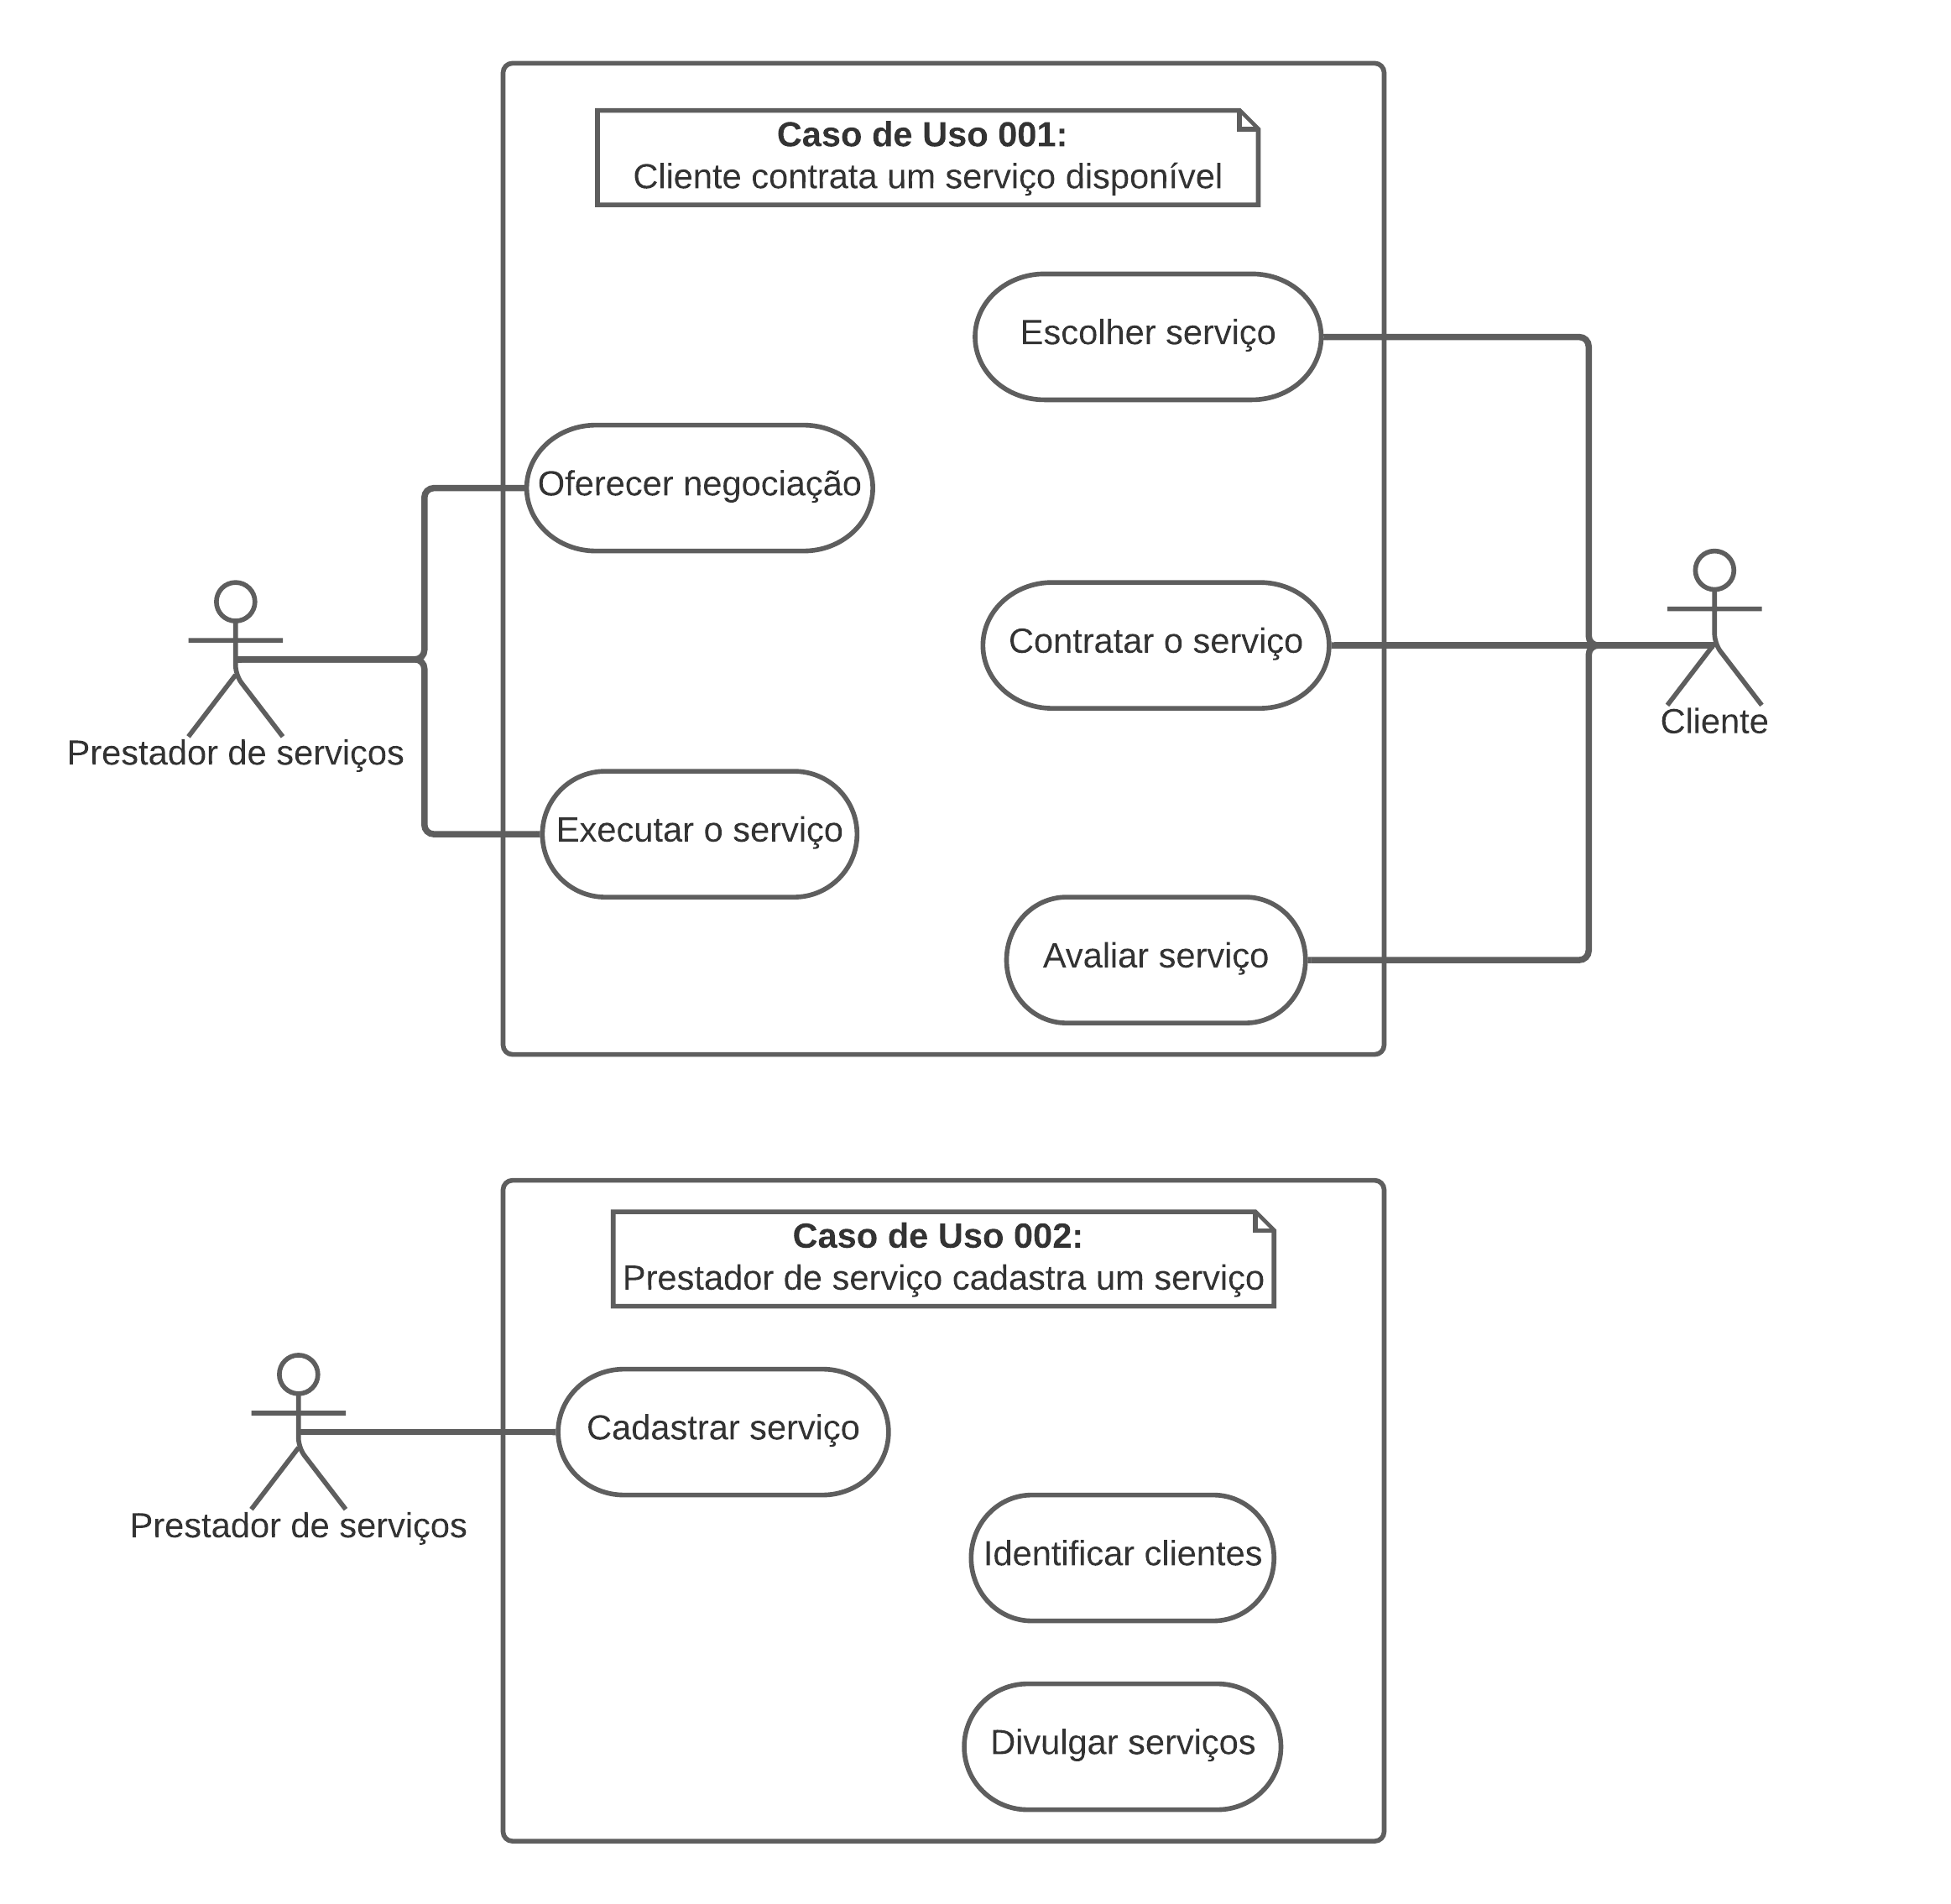 Caso de Uso 001:
Cliente contrata um serviço disponível
Escolher serviço
Oferecer negociação
Contratar o serviço
Cliente
Prestador de serviços
Executar o serviço
Avaliar serviço
Caso de Uso 002:
Prestador de serviço cadastra um serviço
Cadastrar serviço
Prestador de serviços
Identificar clientes
Divulgar serviços